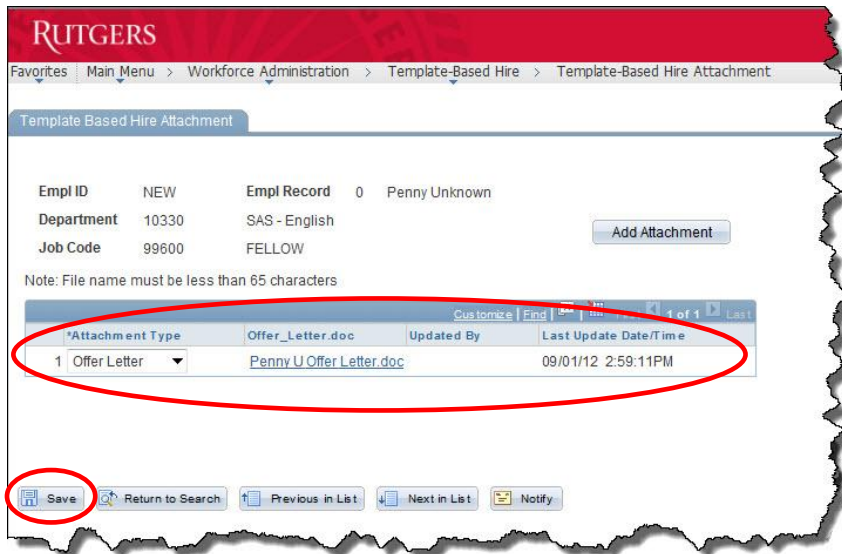 RUTGERS
Favorites Main Menu > Workforce Administration > Template-Based Hire > Template-Based Hire Attachment
Template Based Hire Attachment
Empl ID NEW Empl Record 0 Penny Unknown
Department 10330 SAS - English
Add Attachment
Job Code 99600 FELLOW
Note: File name must be less than 65 characters
Customize | Find | 1 of 1 Last
*Attachment Type Offer_Letter.doc Updated By Last Update Date/Time
1 Offer Letter Penny U Offer Letter.doc 09/01/12 2:59:11PM
Save Return to Search Previous in List Next in List Notify